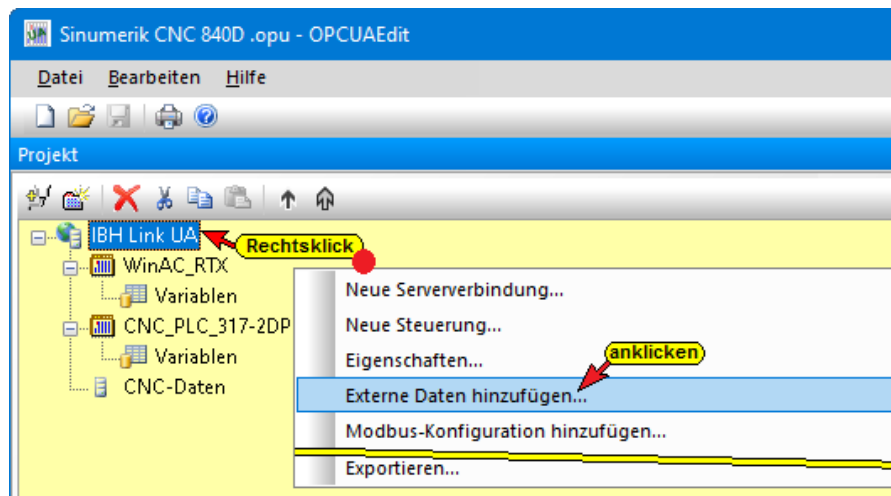 Sinumerik CNC 840D .opu - OPCUAEdit
Datei Bearbeiten Hilfe
Projekt
IBH Link UA
Rechtsklick
WinAC_RTX
Variablen
CNC_PLC_317-2DP
Variablen
CNC-Daten
Neue Serververbindung...
Neue Steuerung...
Eigenschaften...
anklicken
Externe Daten hinzufügen...
Modbus-Konfiguration hinzufügen...
Exportieren...